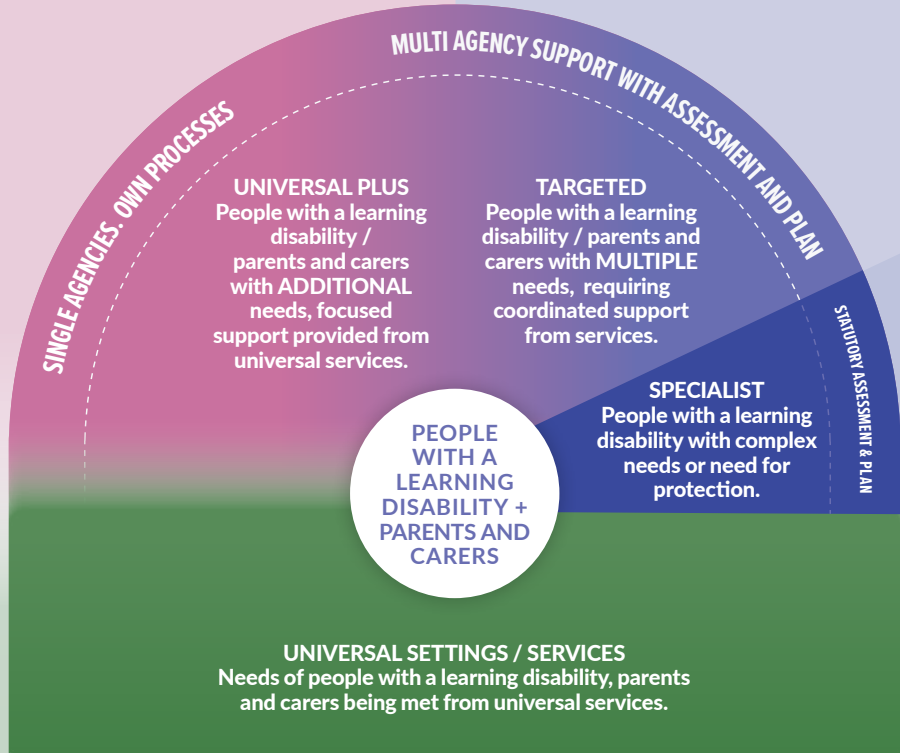 MULTI AGENCY SUPPORT WITH ASSESSMENT AND PLAN
SINGLE AGENCIES. OWN PROCESSES
UNIVERSAL PLUS
People with a learning
disability /
parents and carers
with ADDITIONAL
needs, focused
support provided from
universal services.
TARGETED
People with a learning
disability / parents and
carers with MULTIPLE
needs, requiring
coordinated support
from services.
STATUTORY ASSESSMENT & PLAN
SPECIALIST
People with a learning
disability with complex
needs or need for
protection.
PEOPLE
WITH A
LEARNING
DISABILITY +
PARENTS AND
CARERS
UNIVERSAL SETTINGS / SERVICES
Needs of people with a learning disability, parents
and carers being met from universal services.